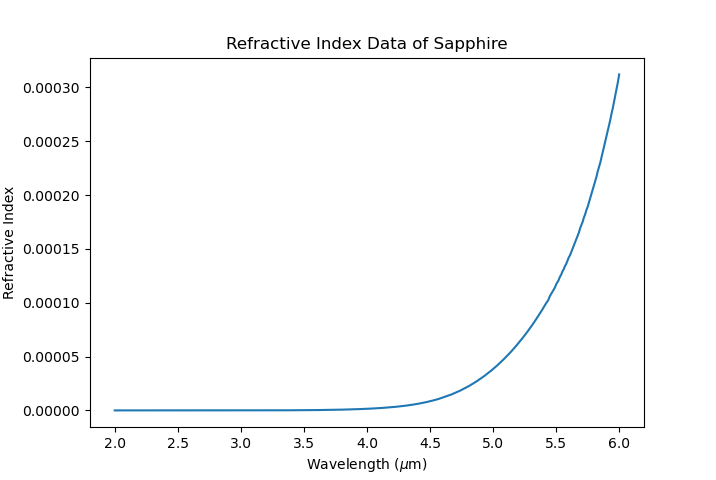 Refractive Index Data of Sapphire
0.00030
0.00025
0.00020
0.00015
0.00010
0.00005
0.00000
Refractive Index
2.0 2.5 3.0 3.5 4.0 4.5 5.0 5.5 6.0
Wavelength (μm)